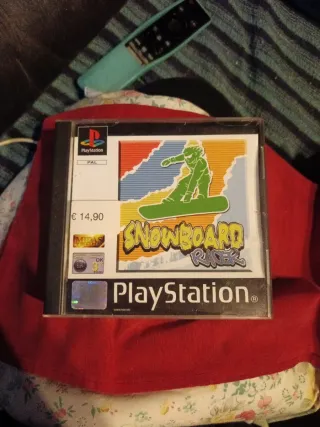 PlayStation
PAL
€ 14,90
SNOWBOARD
RACER
PlayStation®